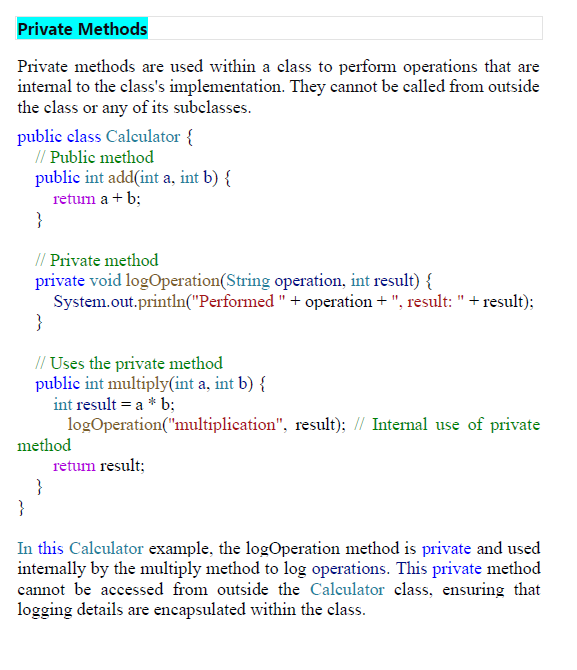 Private Methods
Private methods are used within a class to perform operations that are
internal to the class's implementation. They cannot be called from outside
the class or any of its subclasses.
public class Calculator {
// Public method
public int add(int a, int b) {
return a + b;
}
// Private method
private void logOperation(String operation, int result) {
System.out.println("Performed " + operation + ", result: " + result);
}
// Uses the private method
public int multiply(int a, int b) {
int result = a * b;
logOperation("multiplication", result); // Internal use of private
method
return result;
}
}
In this Calculator example, the logOperation method is private and used
internally by the multiply method to log operations. This private method
cannot be accessed from outside the Calculator class, ensuring that
logging details are encapsulated within the class.